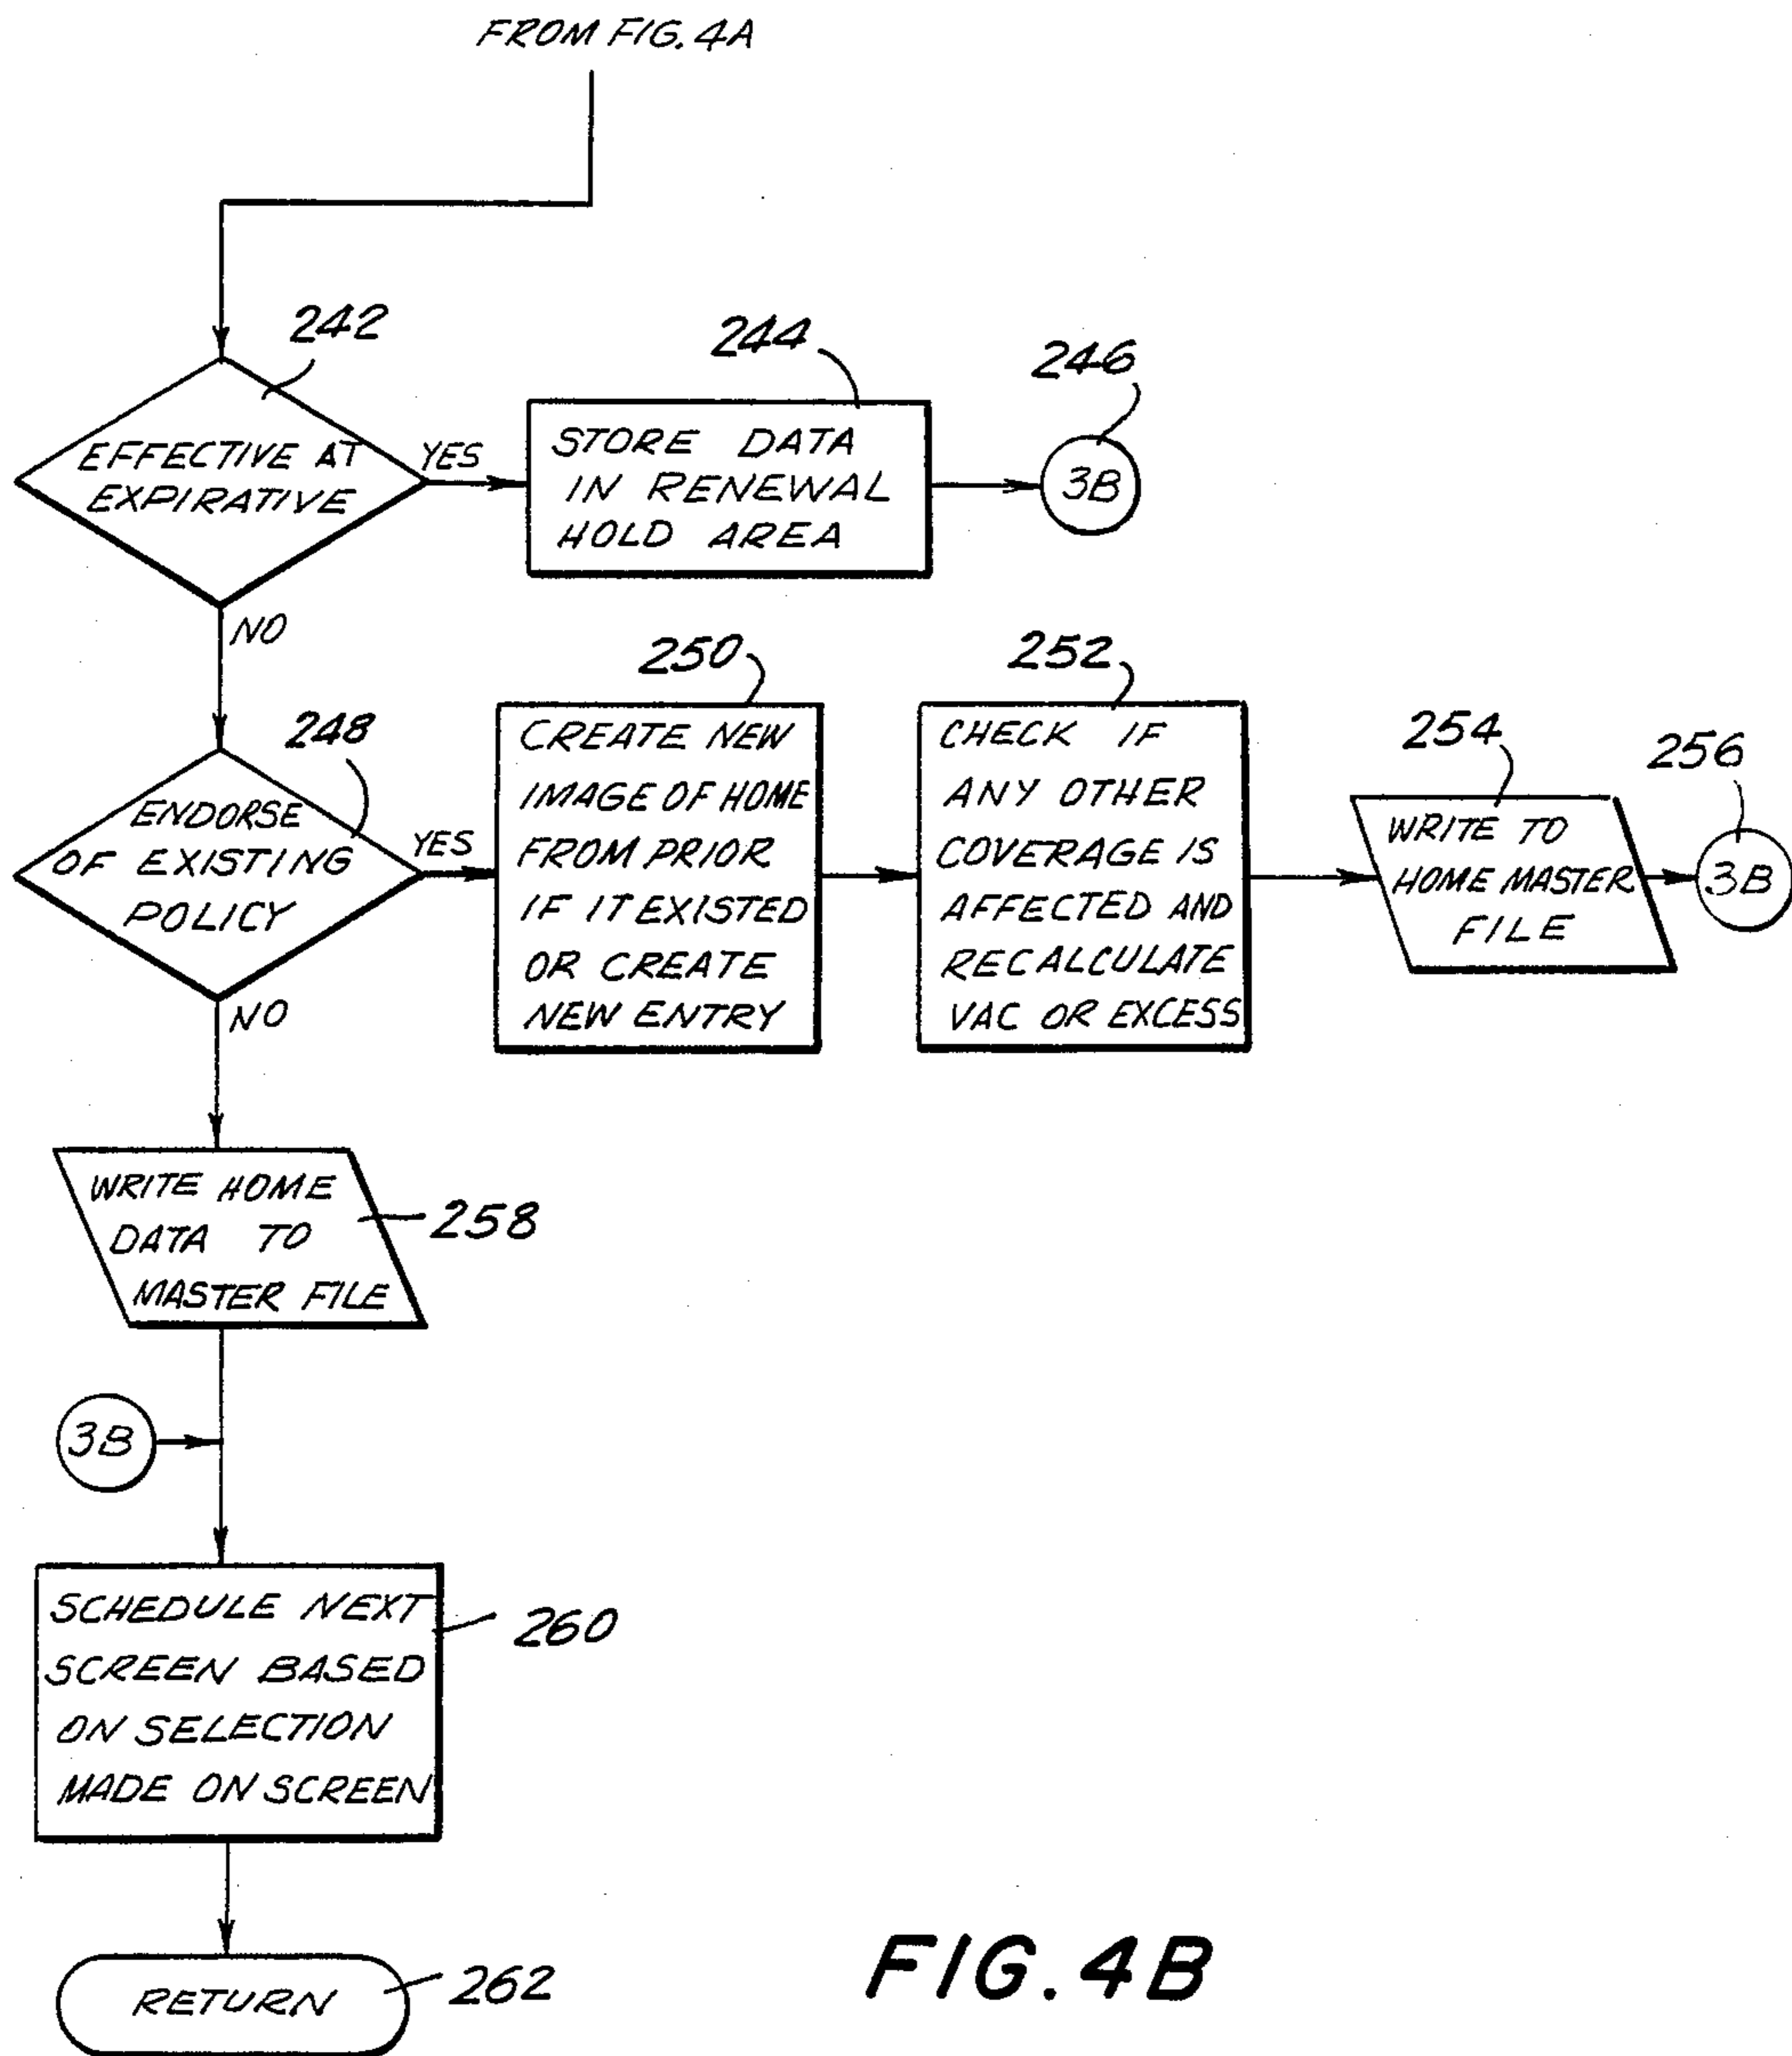 FROM FIG. 4A
242
EFFECTIVE AT
EXPIRATIVE
YES
NO
244
STORE DATA
IN RENEWAL
HOLD AREA
246
3B
248
ENDORSE
OF EXISTING
POLICY
YES
NO
250
CREATE NEW
IMAGE OF HOME
FROM PRIOR
IF IT EXISTED
OR CREATE
NEW ENTRY
252
CHECK IF
ANY OTHER
COVERAGE IS
AFFECTED AND
RECALCULATE
VAC OR EXCESS
254
WRITE TO
HOME MASTER
FILE
256
3B
WRITE HOME
DATA TO
MASTER FILE
258
3B
SCHEDULE NEXT
SCREEN BASED
ON SELECTION
MADE ON SCREEN
260
RETURN
262
FIG. 4B